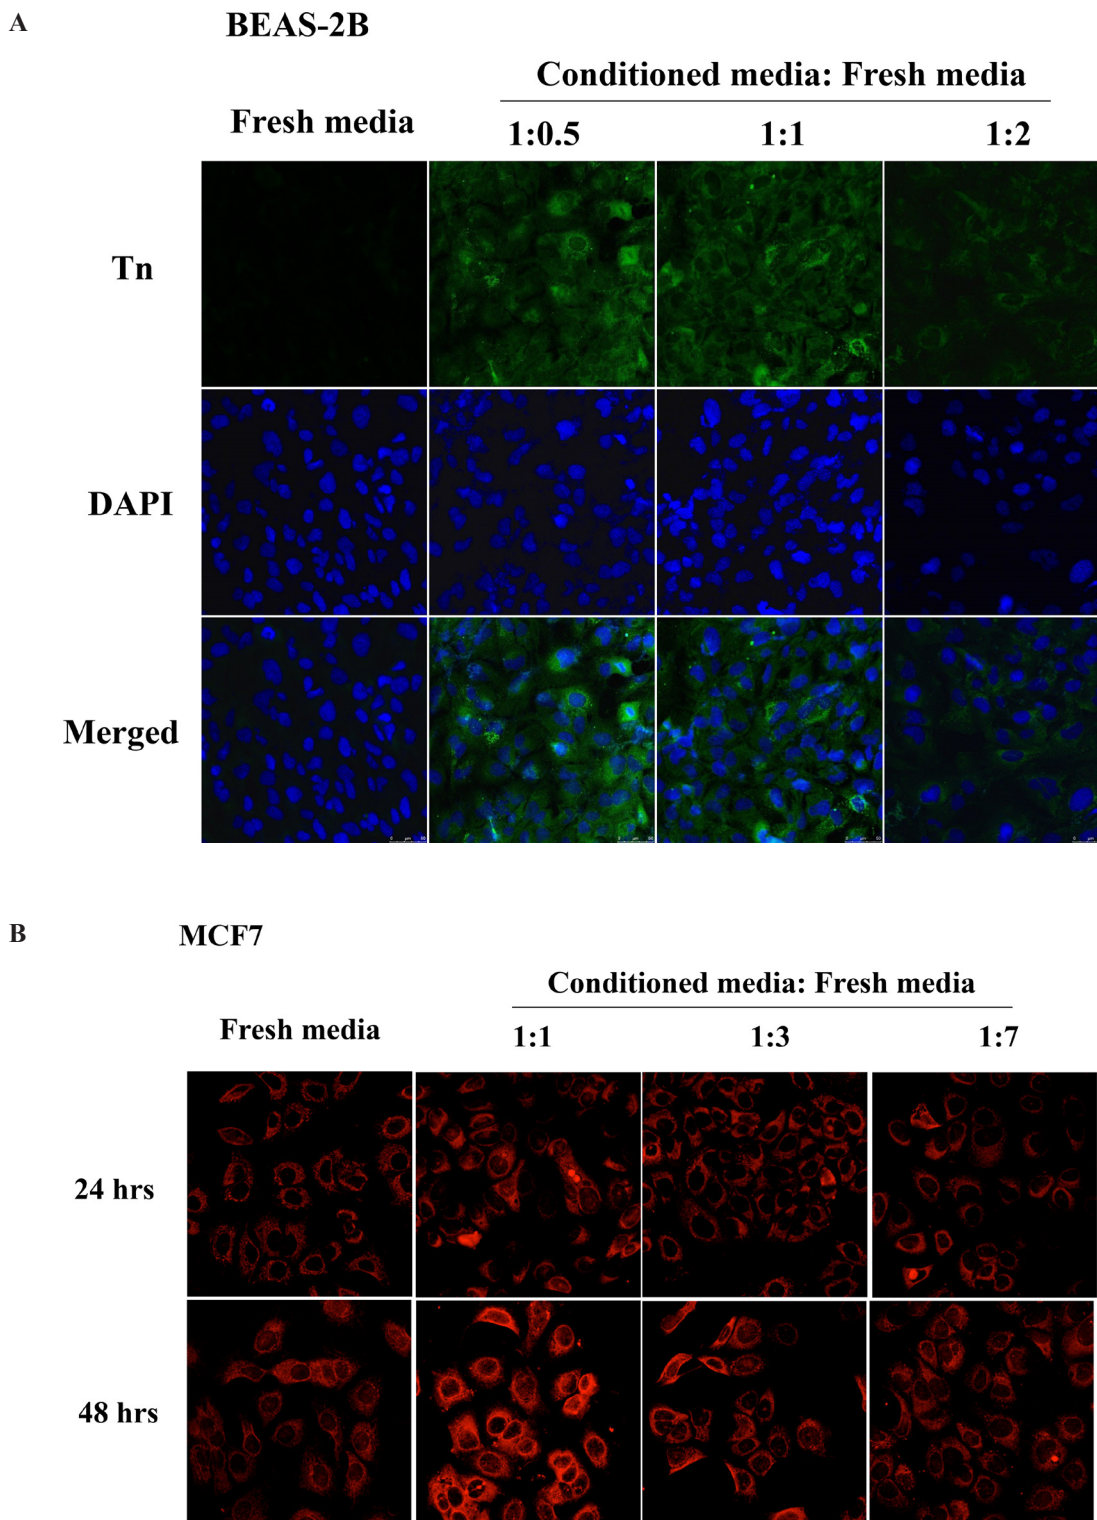 A
BEAS-2B
Conditioned media: Fresh media
Fresh media
1:0.5
1:1
1:2
Tn
DAPI
Merged
B
MCF7
Conditioned media: Fresh media
Fresh media
1:1
1:3
1:7
24 hrs
48 hrs